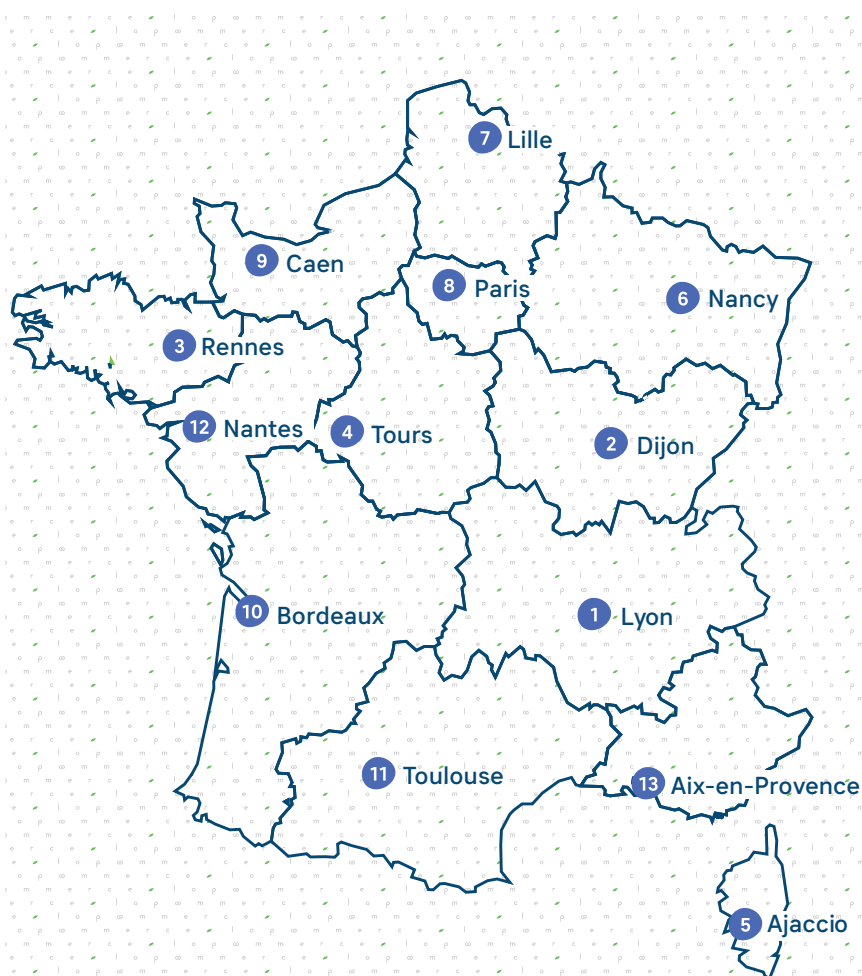 7 Lille
9 Caen
8 Paris
6 Nancy
3 Rennes
12 Nantes
4 Tours
2 Dijon
10 Bordeaux
1 Lyon
11 Toulouse
13 Aix-en-Provence
5 Ajaccio